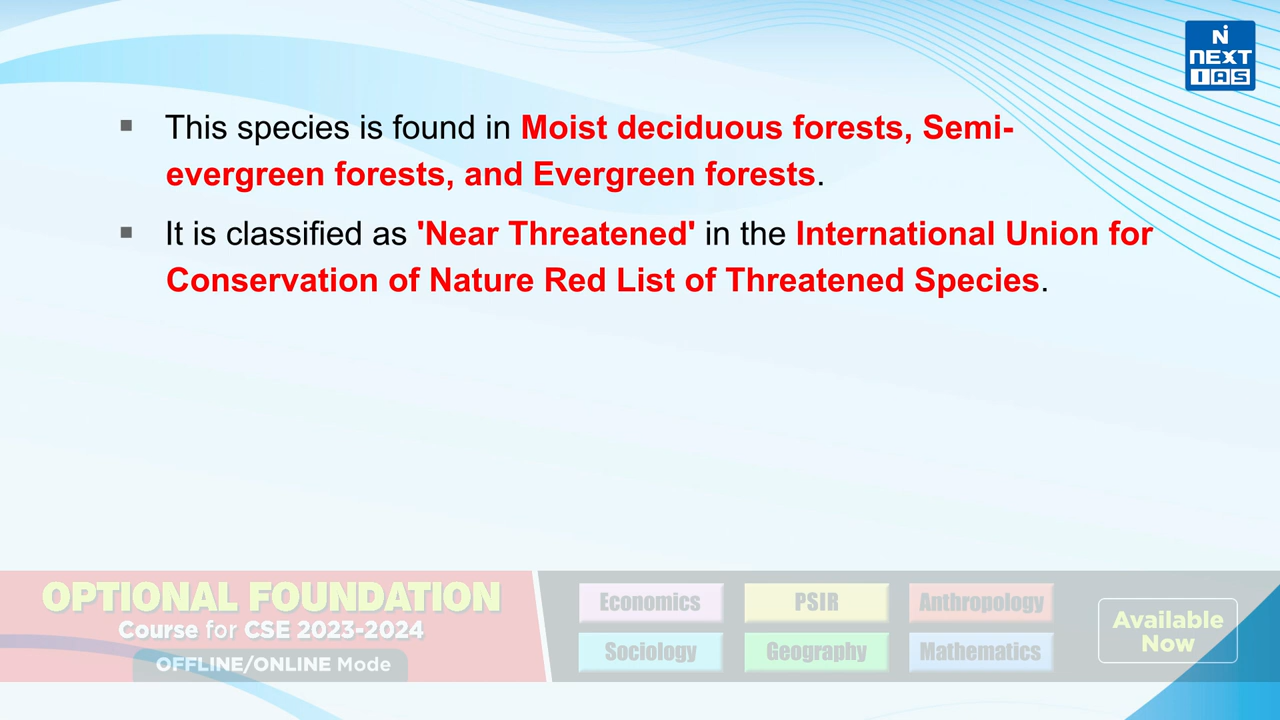 N
NEXT
IAS
▪ This species is found in Moist deciduous forests, Semi-
evergreen forests, and Evergreen forests.
▪ It is classified as 'Near Threatened' in the International Union for
Conservation of Nature Red List of Threatened Species.
OPTIONAL FOUNDATION
Course for CSE 2023-2024
OFFLINE/ONLINE Mode
Economics PSIR Anthropology
Sociology Geography Mathematics
Available
Now